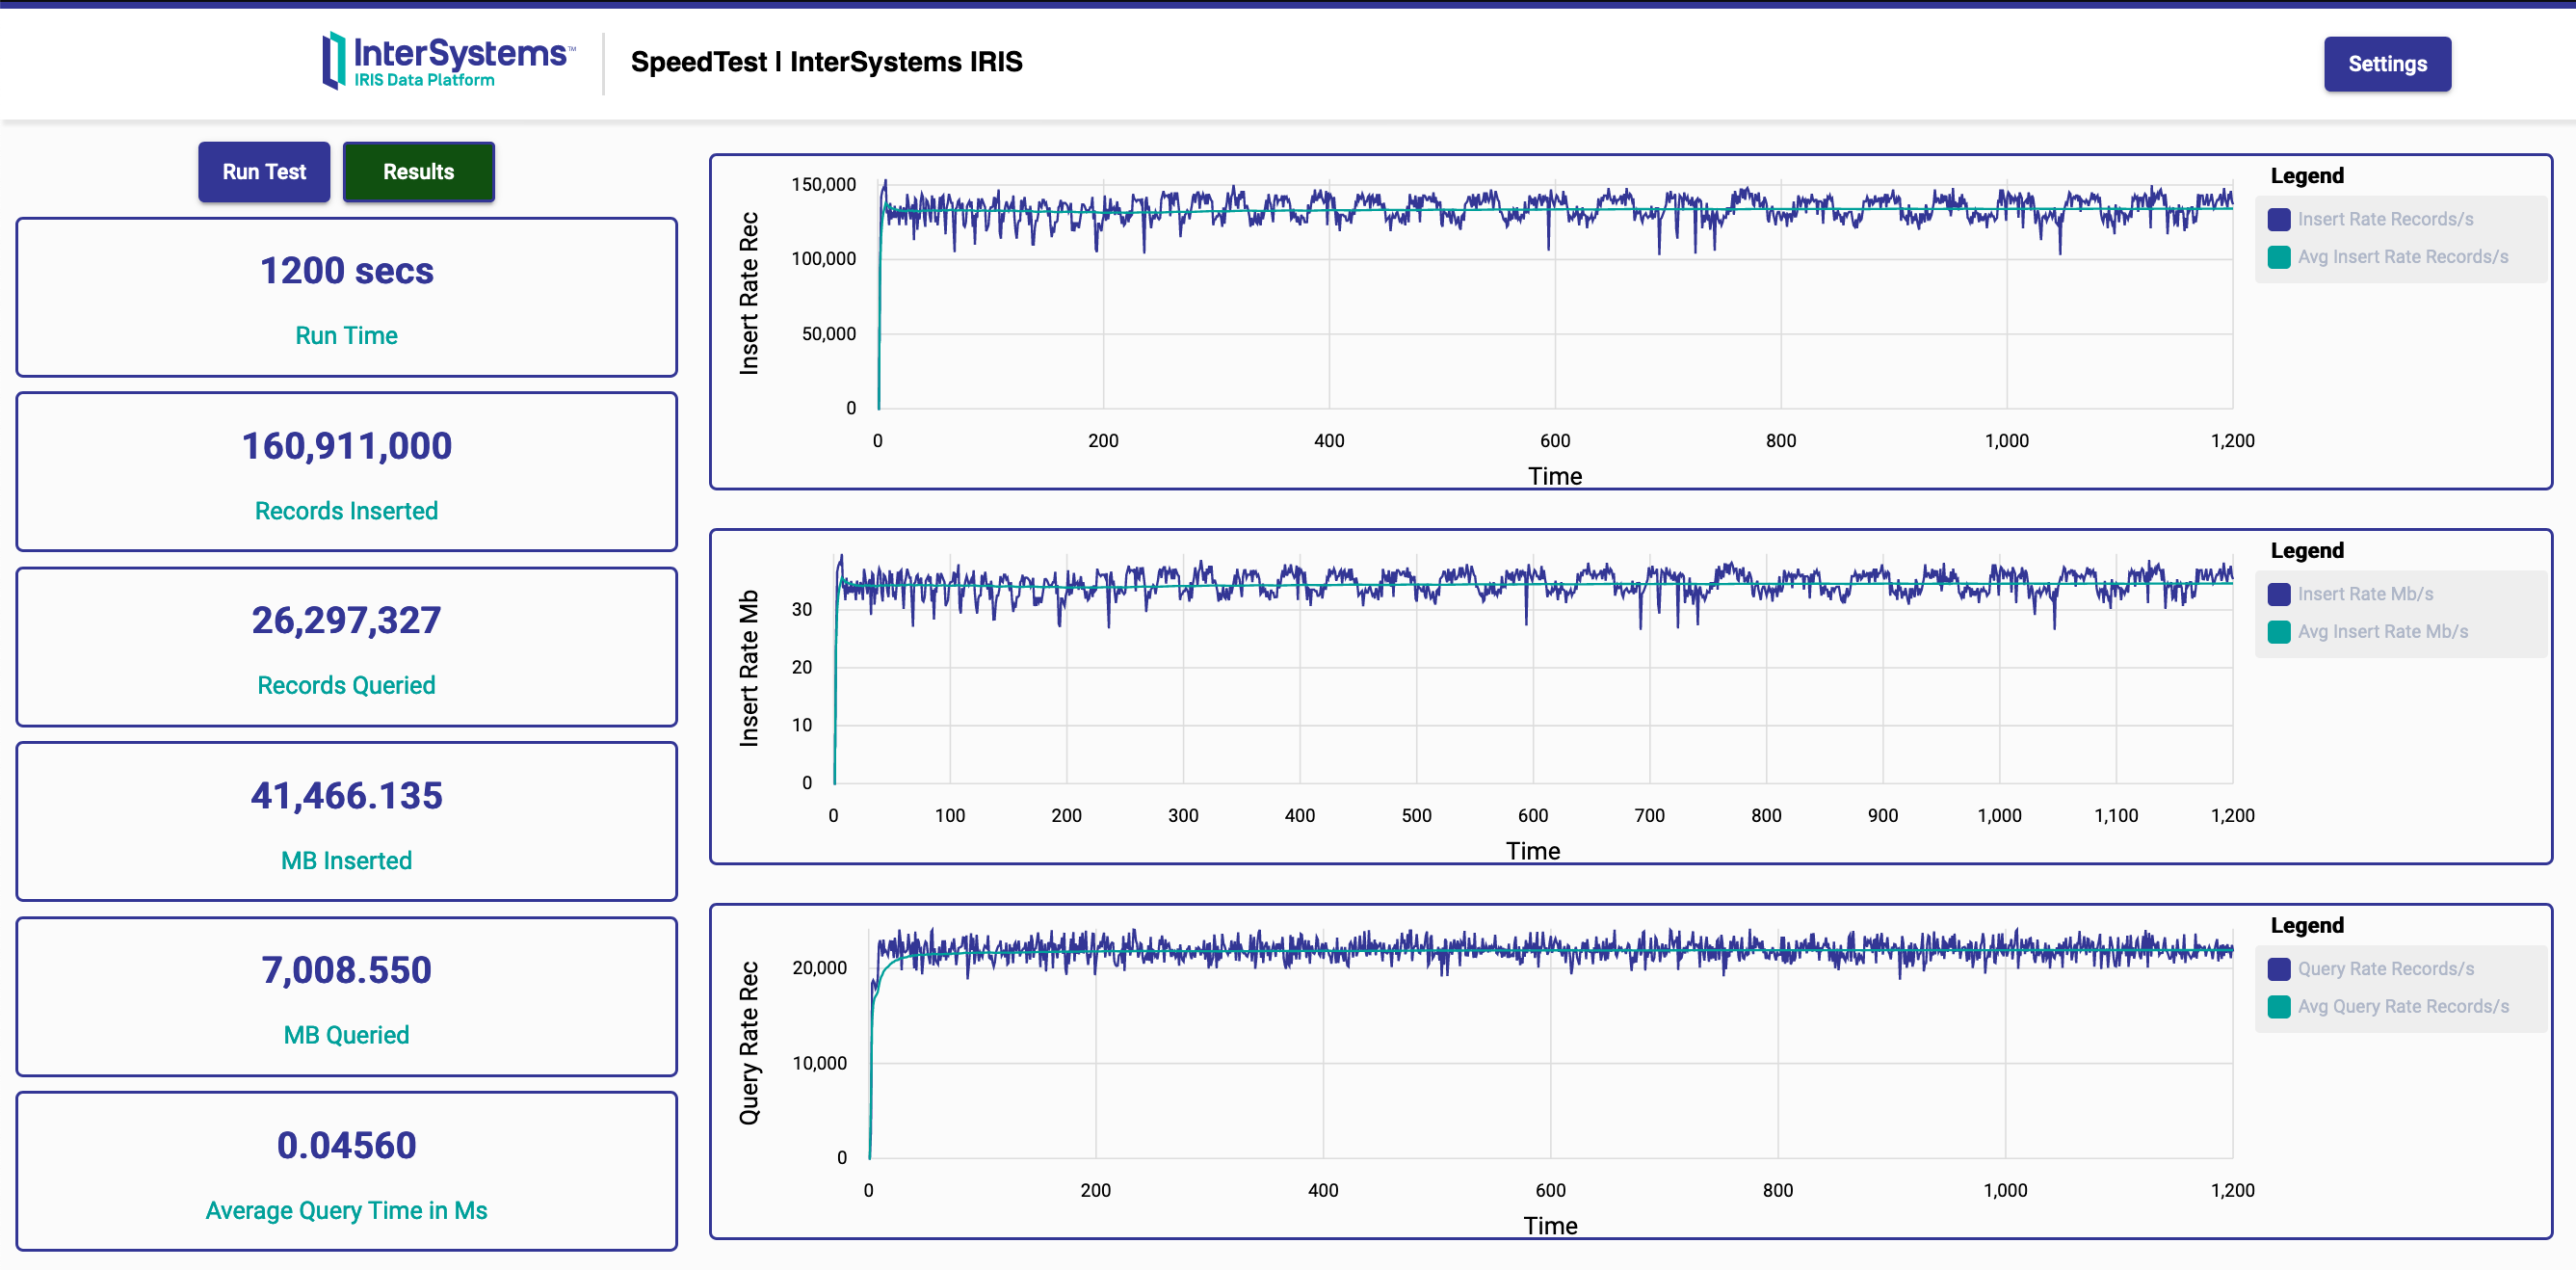 InterSystems™
IRIS Data Platform
SpeedTest | InterSystems IRIS
Settings
Run Test
Results
1200 secs
Run Time
160,911,000
Records Inserted
26,297,327
Records Queried
41,466.135
MB Inserted
7,008.550
MB Queried
0.04560
Average Query Time in Ms
Insert Rate Rec
150,000
100,000
50,000
0
0 200 400 600 800 1,000 1,200
Time
Legend
Insert Rate Records/s
Avg Insert Rate Records/s
Insert Rate Mb
30
20
10
0
0 100 200 300 400 500 600 700 800 900 1,000 1,100 1,200
Time
Legend
Insert Rate Mb/s
Avg Insert Rate Mb/s
Query Rate Rec
20,000
10,000
0
0 200 400 600 800 1,000 1,200
Time
Legend
Query Rate Records/s
Avg Query Rate Records/s